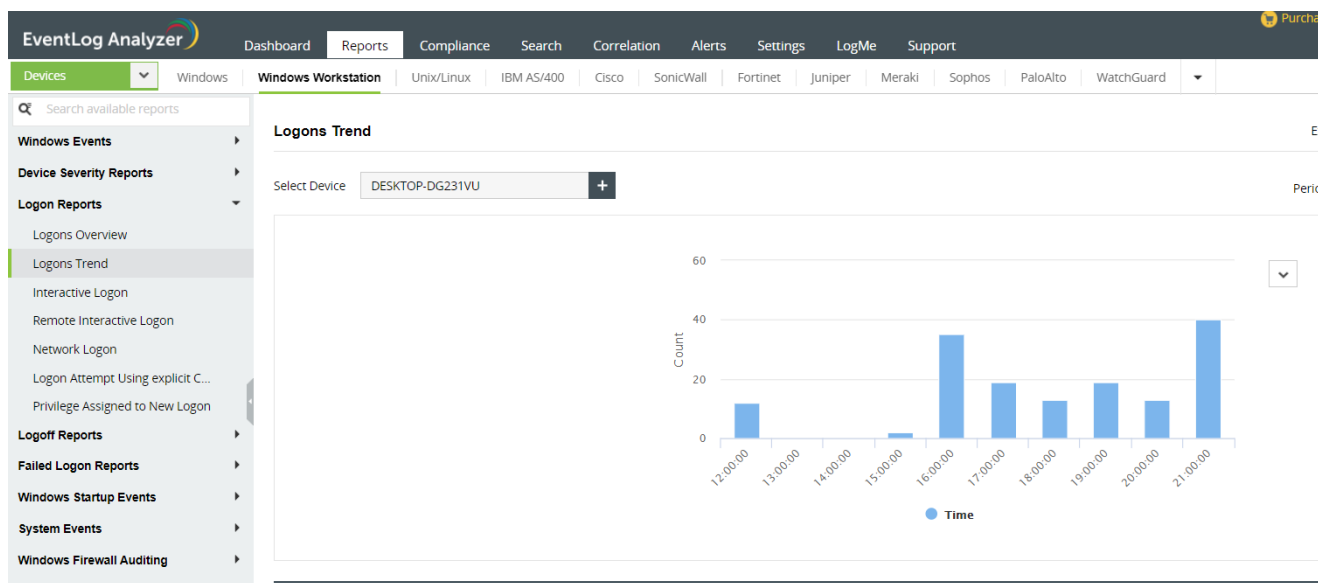 Purcha
EventLog Analyzer
Dashboard Reports Compliance Search Correlation Alerts Settings LogMe Support
Devices Windows Windows Workstation Unix/Linux IBM AS/400 Cisco SonicWall Fortinet Juniper Meraki Sophos PaloAlto WatchGuard
Search available reports
Windows Events
Device Severity Reports
Logon Reports
Logons Overview
Logons Trend
Interactive Logon
Remote Interactive Logon
Network Logon
Logon Attempt Using explicit C...
Privilege Assigned to New Logon
Logoff Reports
Failed Logon Reports
Windows Startup Events
System Events
Windows Firewall Auditing
Logons Trend
E
Select Device DESKTOP-DG231VU +
Peri
60
40
20
0
Count
12:00:00 13:00:00 14:00:00 15:00:00 16:00:00 17:00:00 18:00:00 19:00:00 20:00:00 21:00:00
Time